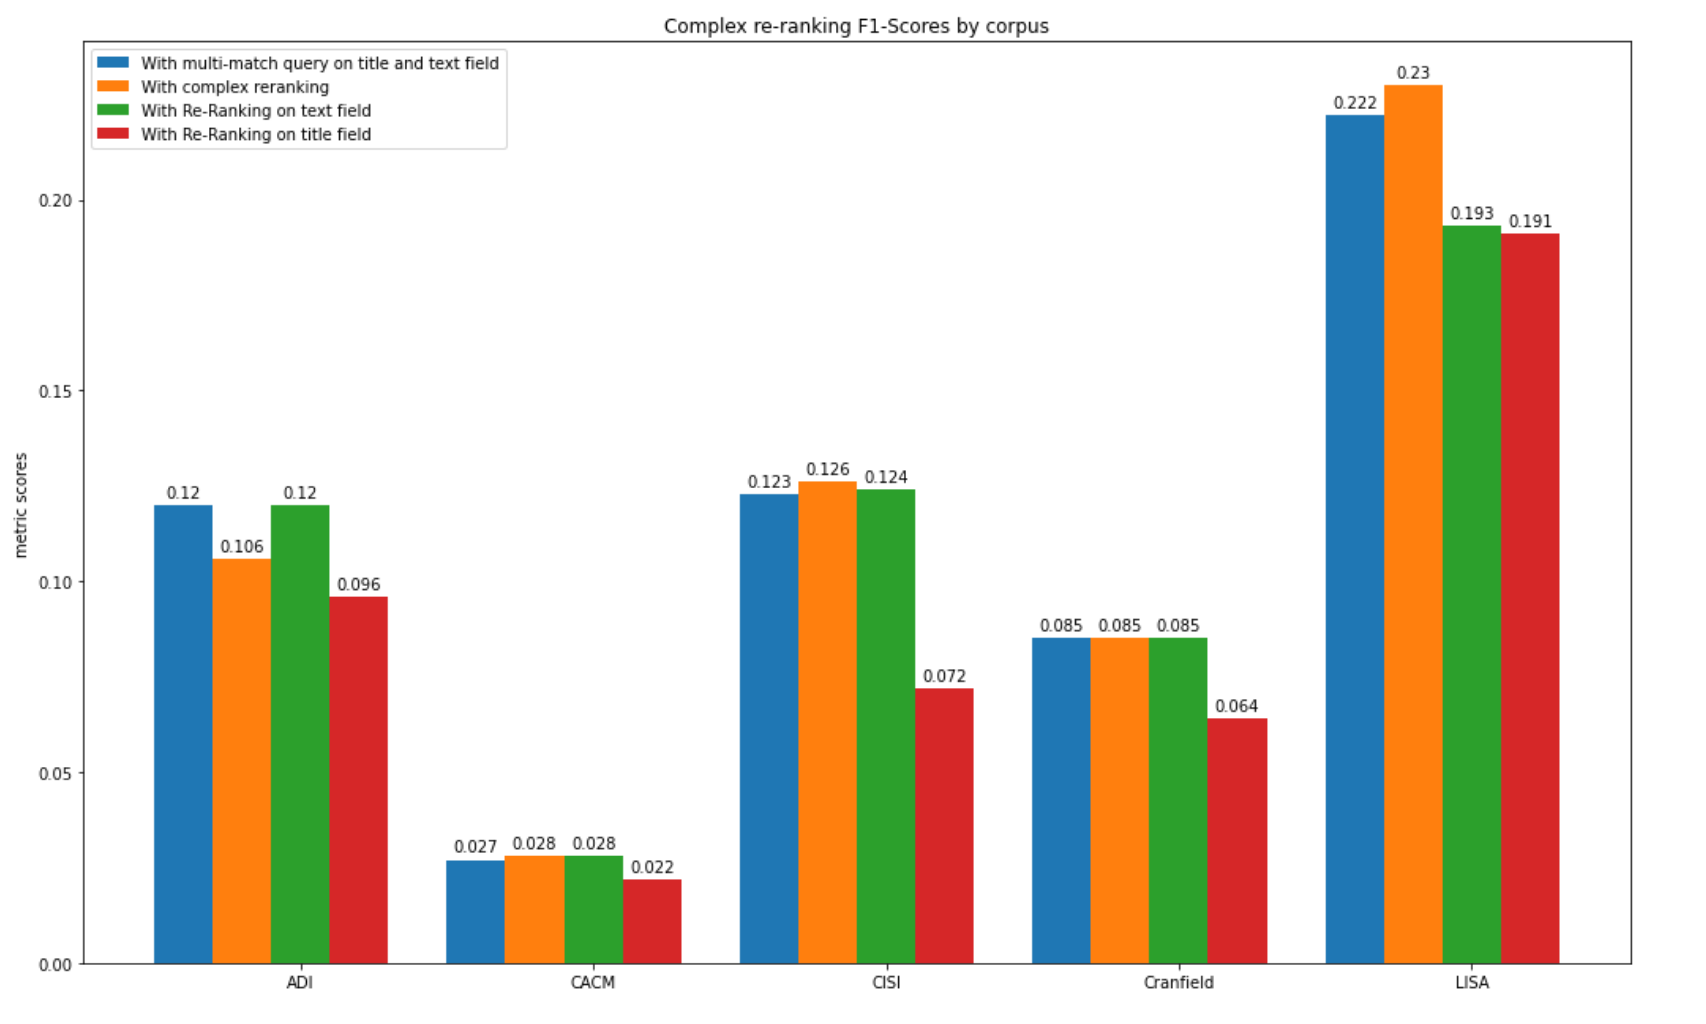 Complex re-ranking F1-Scores by corpus
With multi-match query on title and text field
With complex reranking
With Re-Ranking on text field
With Re-Ranking on title field
metric scores
0.20
0.15
0.10
0.05
0.00
0.12
0.106
0.12
0.096
0.027
0.028
0.028
0.022
0.123
0.126
0.124
0.072
0.085
0.085
0.085
0.064
0.222
0.23
0.193
0.191
ADI
CACM
CISI
Cranfield
LISA